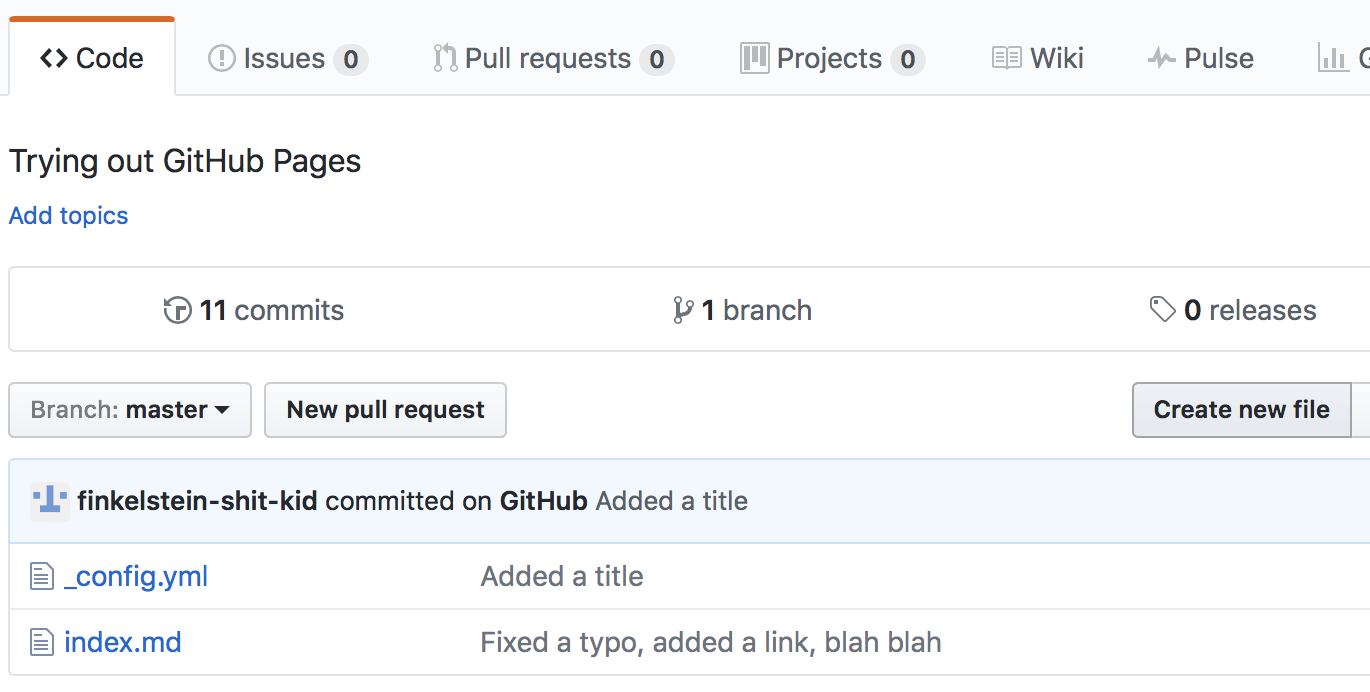 Code Issues 0 Pull requests 0 Projects 0 Wiki Pulse
Trying out GitHub Pages
Add topics
11 commits 1 branch 0 releases
Branch: master New pull request Create new file
finkelstein-shit-kid committed on GitHub Added a title
_config.yml Added a title
index.md Fixed a typo, added a link, blah blah